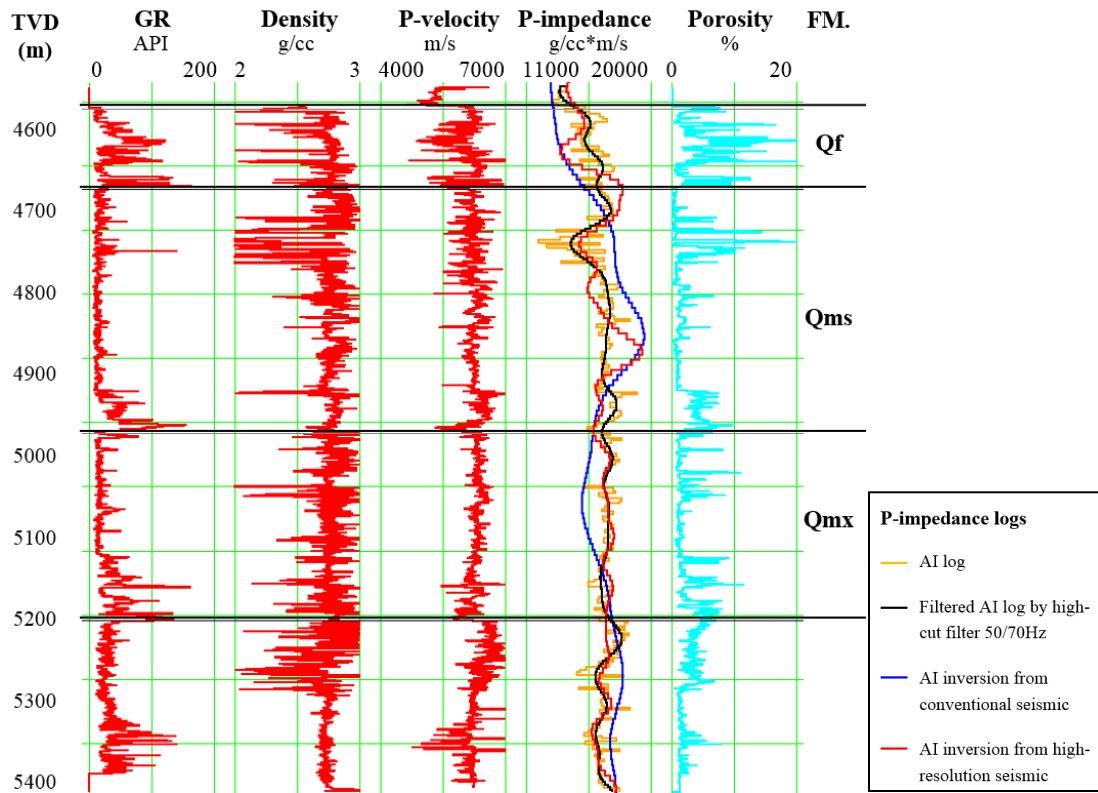 TVD
(m)
GR
API
Density
g/cc
P-velocity
m/s
P-impedance
g/cc*m/s
Porosity
%
FM.
0 200 2 3 4000 7000 11000 20000 0 20
4600
Qf
4700
4800
Qms
4900
5000
5100
Qmx
5200
5300
5400
P-impedance logs
AI log
Filtered AI log by high-
cut filter 50/70Hz
AI inversion from
conventional seismic
AI inversion from high-
resolution seismic